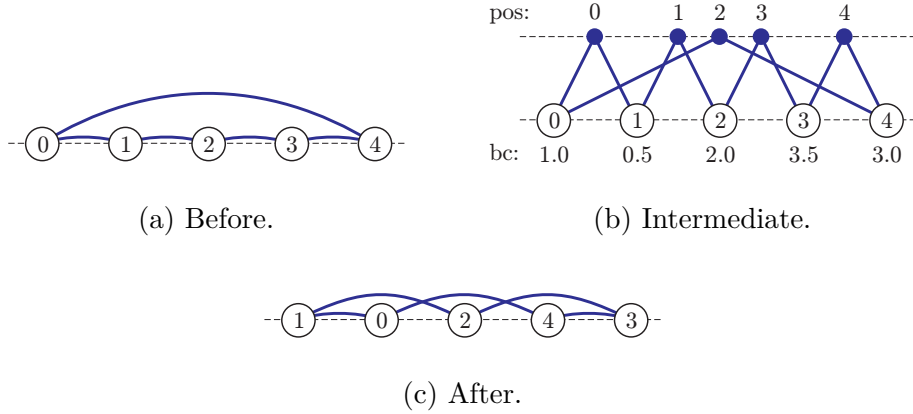 pos: 0 1 2 3 4
0 1 2 3 4
0 1 2 3 4
bc: 1.0 0.5 2.0 3.5 3.0
(a) Before.
(b) Intermediate.
1 0 2 4 3
(c) After.